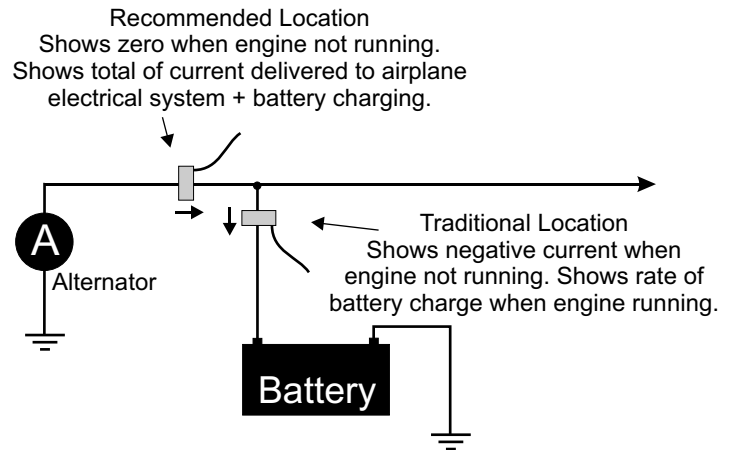 Recommended Location
Shows zero when engine not running.
Shows total of current delivered to airplane
electrical system + battery charging.
A
Alternator
Traditional Location
Shows negative current when
engine not running. Shows rate of
battery charge when engine running.
Battery